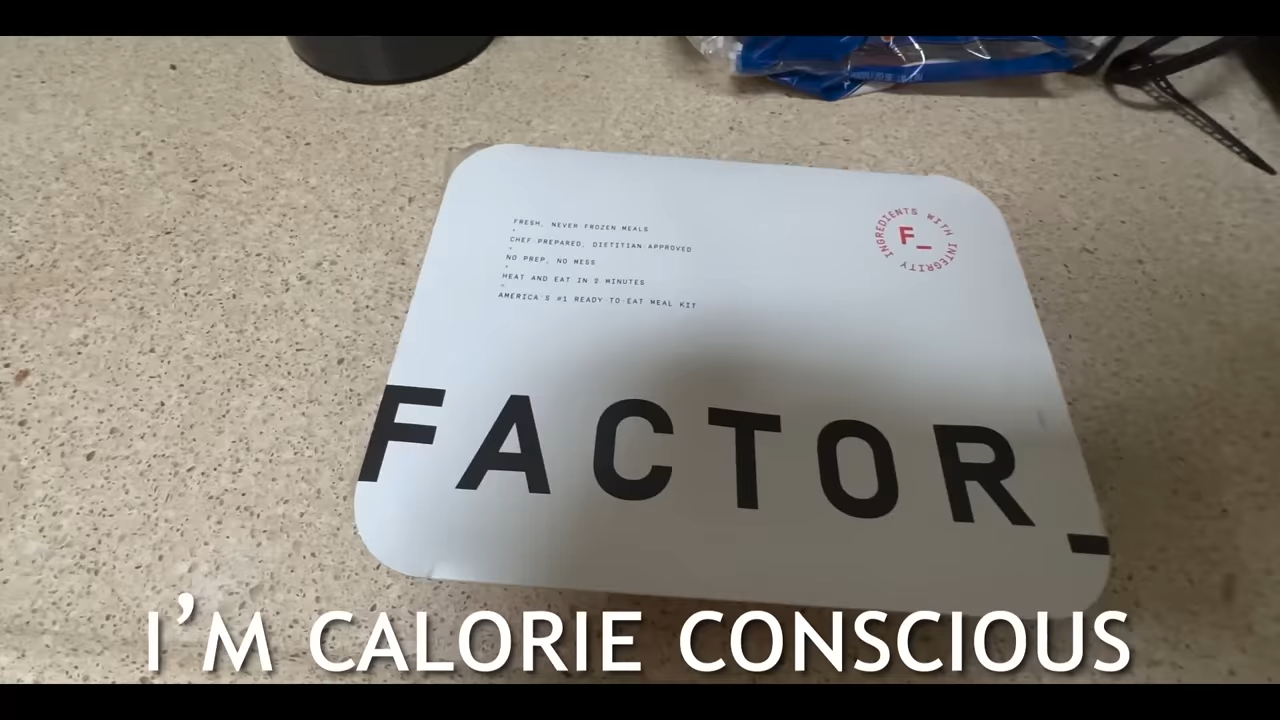 FRESH, NEVER FROZEN MEALS
CHEF-PREPARED, DIETITIAN-APPROVED
NO PREP, NO MESS
HEAT AND EAT IN 2 MINUTES
AMERICA'S #1 READY-TO-EAT MEAL KIT
INGREDIENTS WITH INTEGRITY
F_
FACTOR_
I'M CALORIE CONSCIOUS